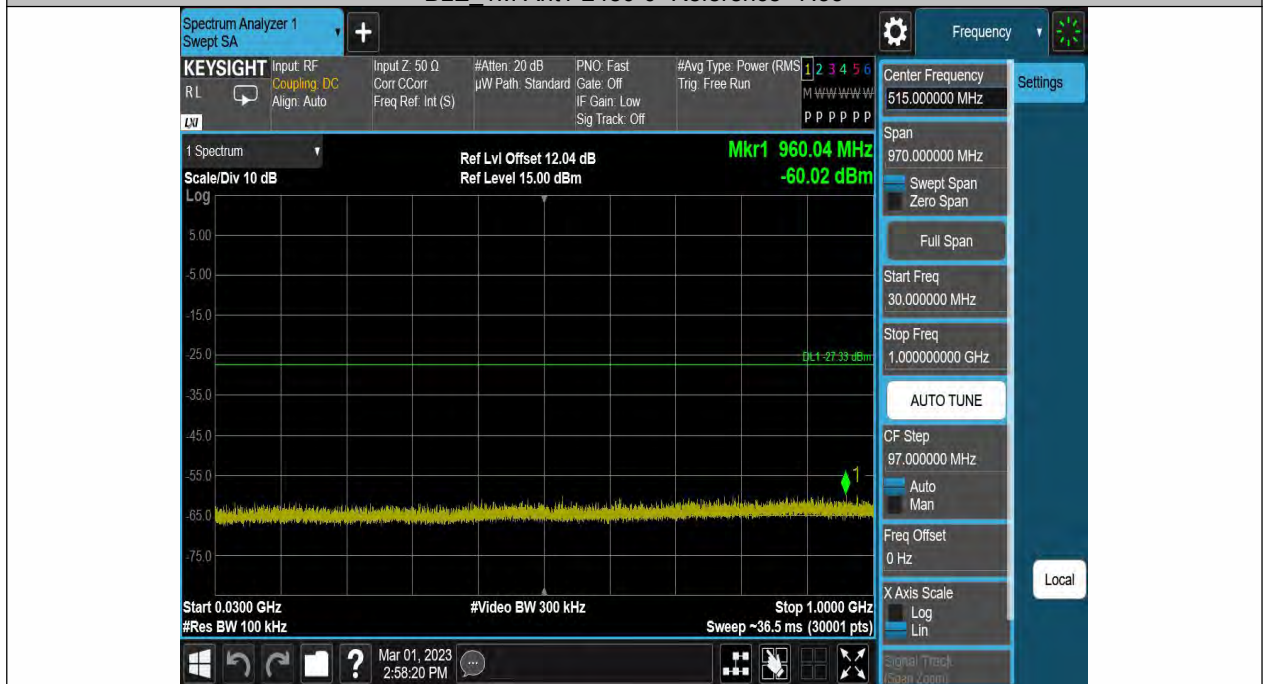 Spectrum Analyzer 1
Swept SA
+
Frequency
KEYSIGHT
RL
LXI
Input: RF
Coupling: DC
Align: Auto
Input Z: 50 Ω
Corr CCorr
Freq Ref: Int (S)
#Atten: 20 dB
µW Path: Standard
PNO: Fast
Gate: Off
IF Gain: Low
Sig Track: Off
#Avg Type: Power (RMS
Trig: Free Run
1 2 3 4 5 6
M W W W W W
P P P P P P
1 Spectrum
Scale/Div 10 dB
Log
Ref Lvl Offset 12.04 dB
Ref Level 15.00 dBm
Mkr1 960.04 MHz
-60.02 dBm
5.00
-5.00
-15.0
-25.0
-35.0
-45.0
-55.0
-65.0
-75.0
DL1 -27.33 dBm
1
Start 0.0300 GHz
#Res BW 100 kHz
#Video BW 300 kHz
Stop 1.0000 GHz
Sweep ~36.5 ms (30001 pts)
Mar 01, 2023
2:58:20 PM
Center Frequency
515.000000 MHz
Settings
Span
970.000000 MHz
Swept Span
Zero Span
Full Span
Start Freq
30.000000 MHz
Stop Freq
1.000000000 GHz
AUTO TUNE
CF Step
97.000000 MHz
Auto
Man
Freq Offset
0 Hz
X Axis Scale
Log
Lin
Local
Signal Track
(Span Zoom)